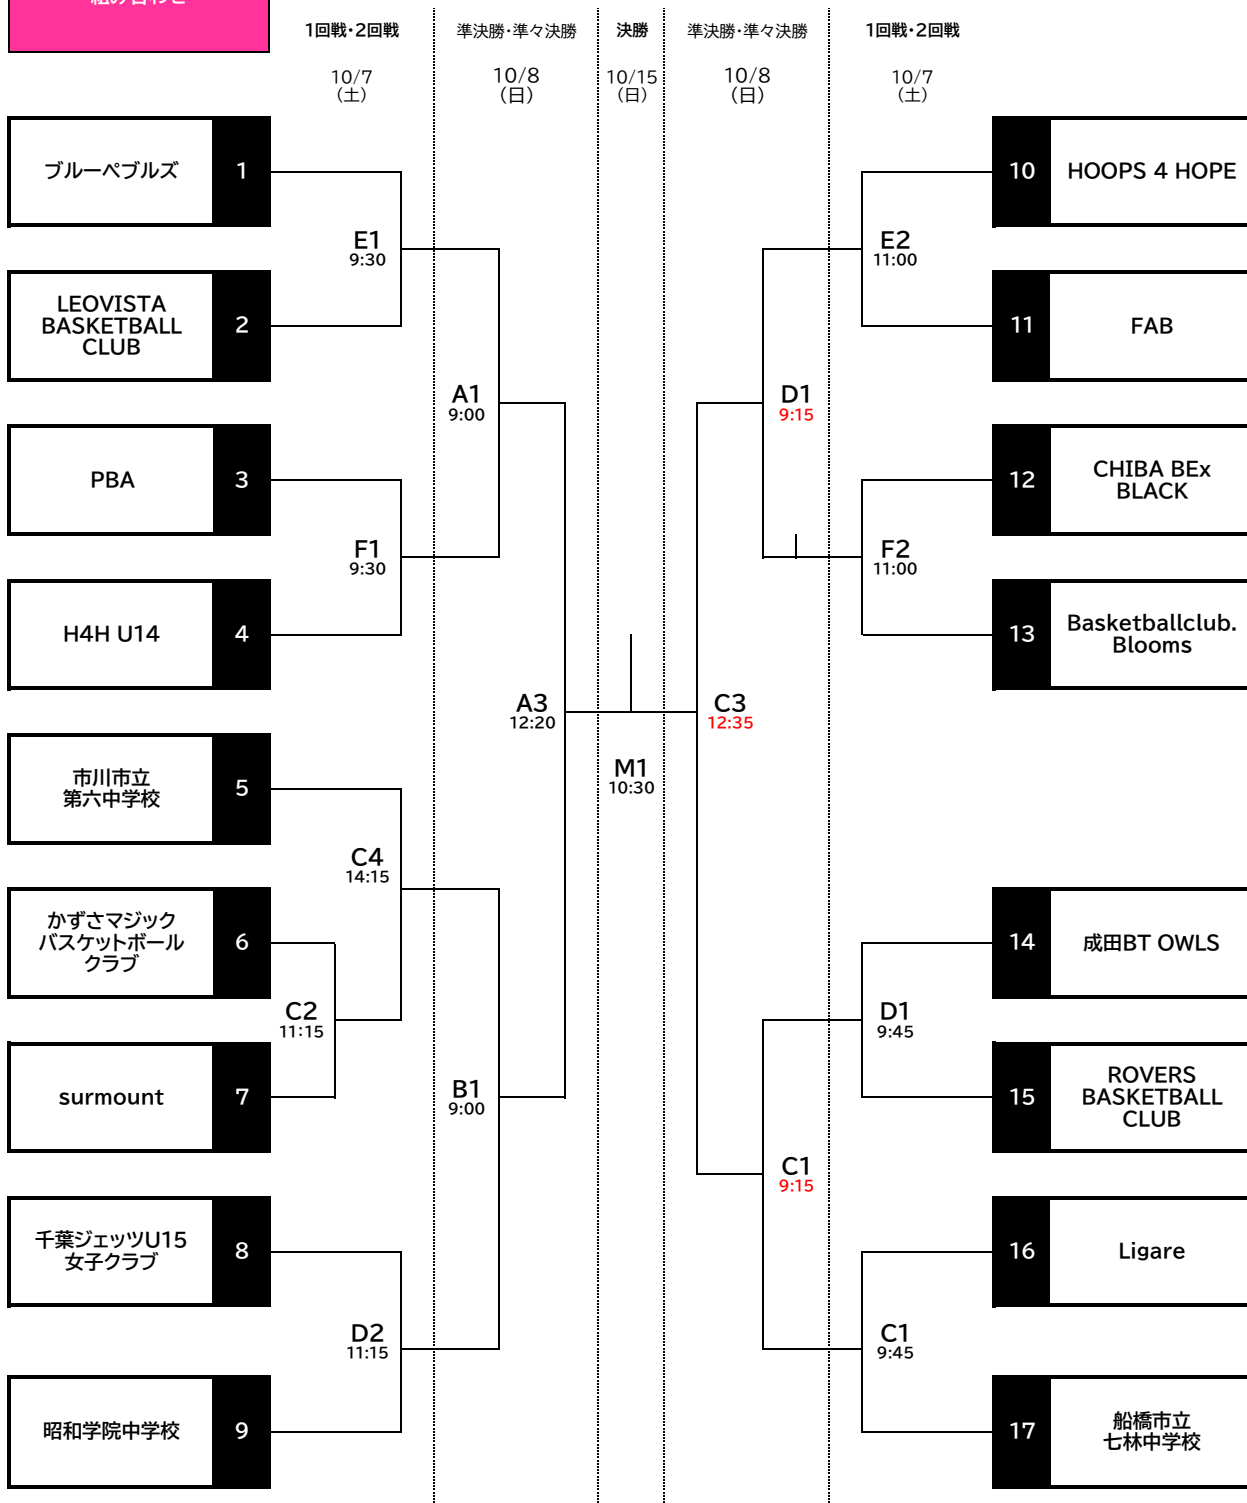 組み合わせ
1回戦・2回戦
準決勝・準々決勝
決勝
準決勝・準々決勝
1回戦・2回戦
10/7
(土)
10/8
(日)
10/15
(日)
10/8
(日)
10/7
(土)
ブルーペブルズ
1
E1
9:30
LEOVISTA
BASKETBALL
CLUB
2
A1
9:00
PBA
3
F1
9:30
H4H U14
4
A3
12:20
市川市立
第六中学校
5
C4
14:15
かずさマジック
バスケットボール
クラブ
6
C2
11:15
surmount
7
B1
9:00
千葉ジェッツU15
女子クラブ
8
D2
11:15
昭和学院中学校
9
M1
10:30
10
HOOPS 4 HOPE
E2
11:00
11
FAB
D1
9:15
12
CHIBA BEx
BLACK
F2
11:00
13
Basketballclub.
Blooms
C3
12:35
14
成田BT OWLS
D1
9:45
15
ROVERS
BASKETBALL
CLUB
C1
9:15
16
Ligare
C1
9:45
17
船橋市立
七林中学校